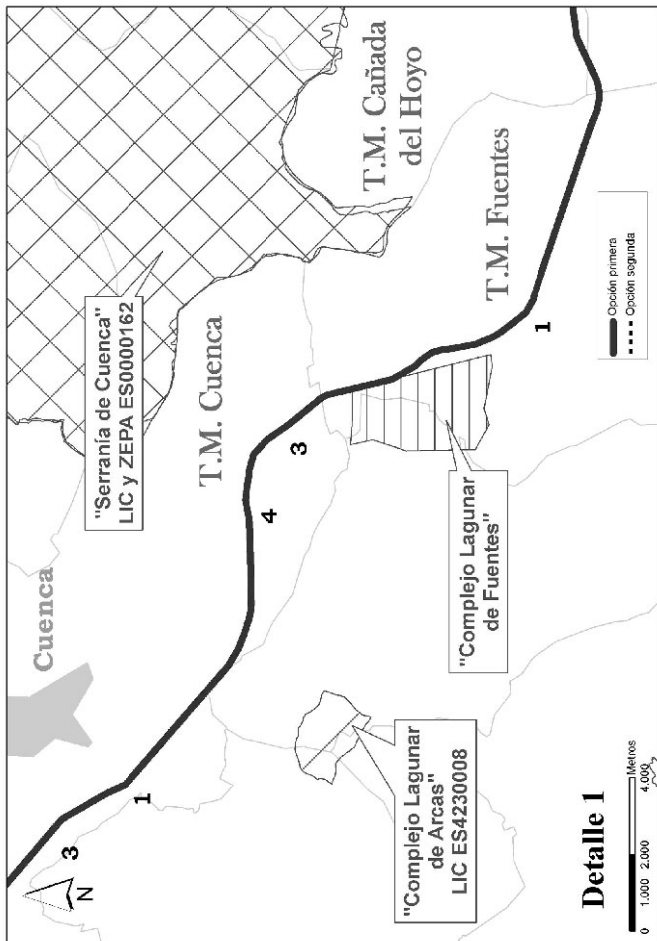 Cuenca
"Serranía de Cuenca"
LIC y ZEPA ES0000162
T.M. Cañada
del Hoyo
T.M. Cuenca
T.M. Fuentes
3
1
4
3
1
N
"Complejo Lagunar
de Arcas"
LIC ES4230008
"Complejo Lagunar
de Fuentes"
Opción primera
Opción segunda
Detalle 1
Metros
0 1.000 2.000 4.000